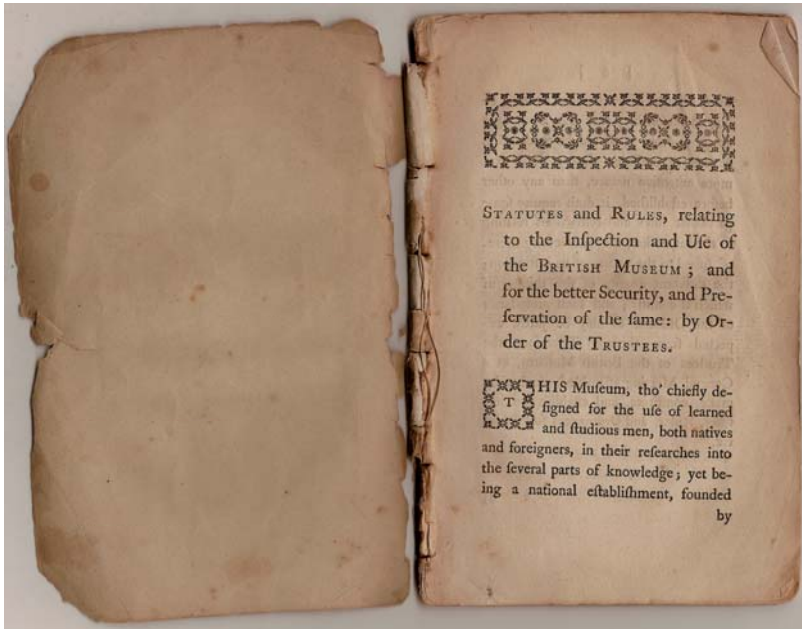 STATUTES and RULES, relating
to the Inſpection and Uſe of
the BRITISH MUSEUM ; and
for the better Security, and Pre-
ſervation of the ſame: by Or-
der of the TRUSTEES.
THIS Muſeum, tho' chiefly de-
ſigned for the uſe of learned
and ſtudious men, both natives
and foreigners, in their reſearches into
the ſeveral parts of knowledge; yet be-
ing a national eſtabliſhment, founded
by